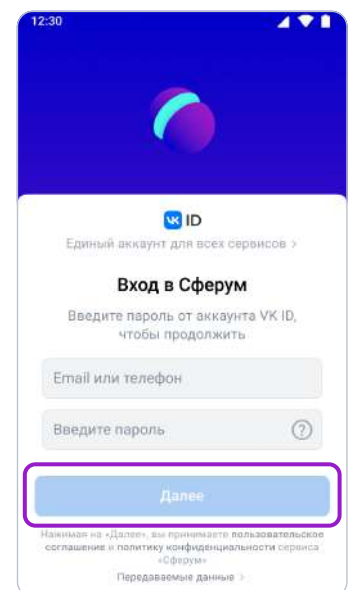 12:30
VK ID
Единый аккаунт для всех сервисов >
Вход в Сферум
Введите пароль от аккаунта VK ID,
чтобы продолжить
Email или телефон
Введите пароль ?
Далее
Нажимая на «Далее», вы принимаете пользовательское
соглашение и политику конфиденциальности сервиса
«Сферум»
Передаваемые данные >